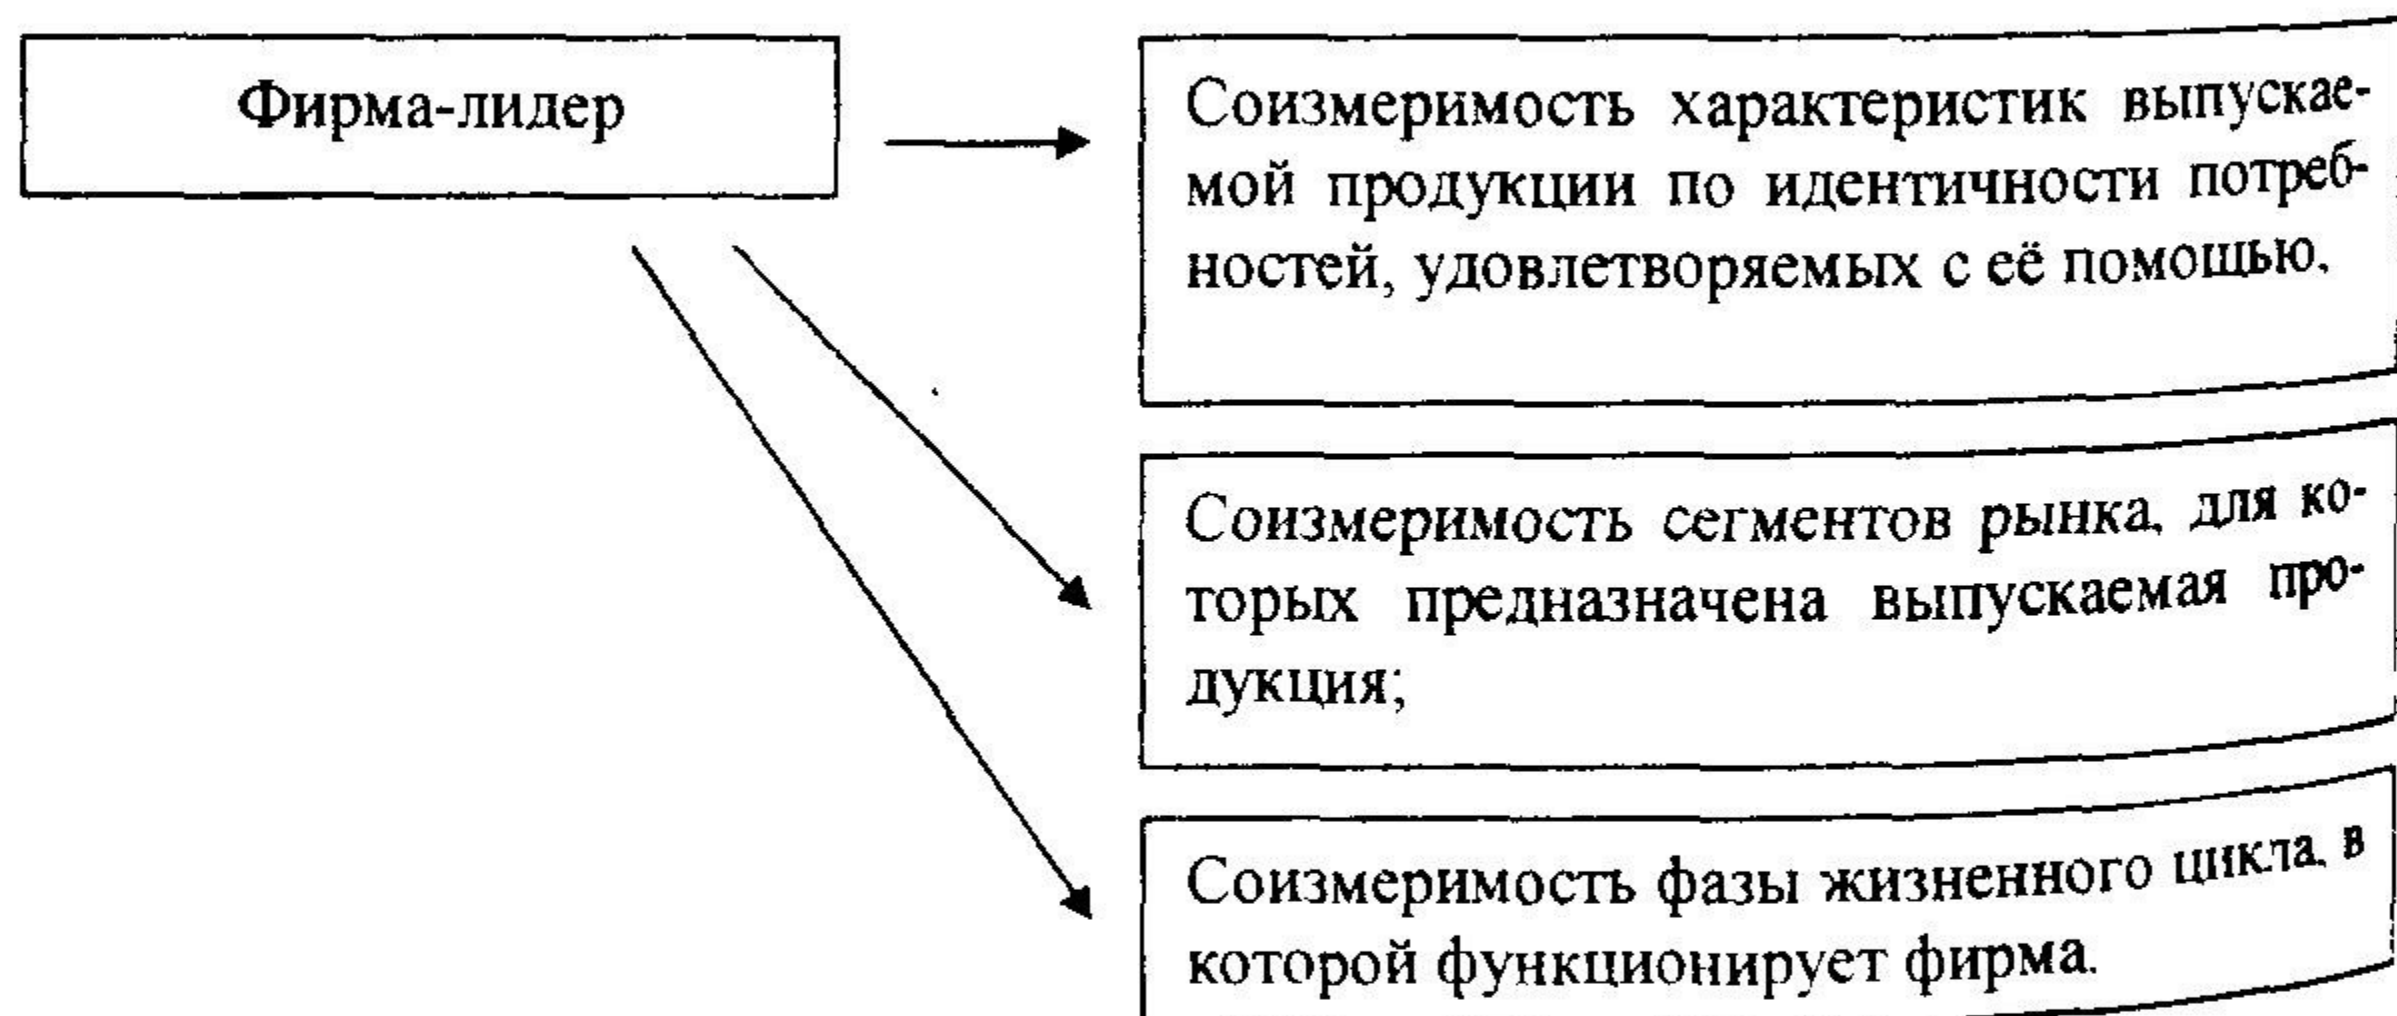 Фирма-лидер
Соизмеримость характеристик выпускае-
мой продукции по идентичности потреб-
ностей, удовлетворяемых с её помощью.
Соизмеримость сегментов рынка, для ко-
торых предназначена выпускаемая про-
дукция;
Соизмеримость фазы жизненного цикла, в
которой функционирует фирма.